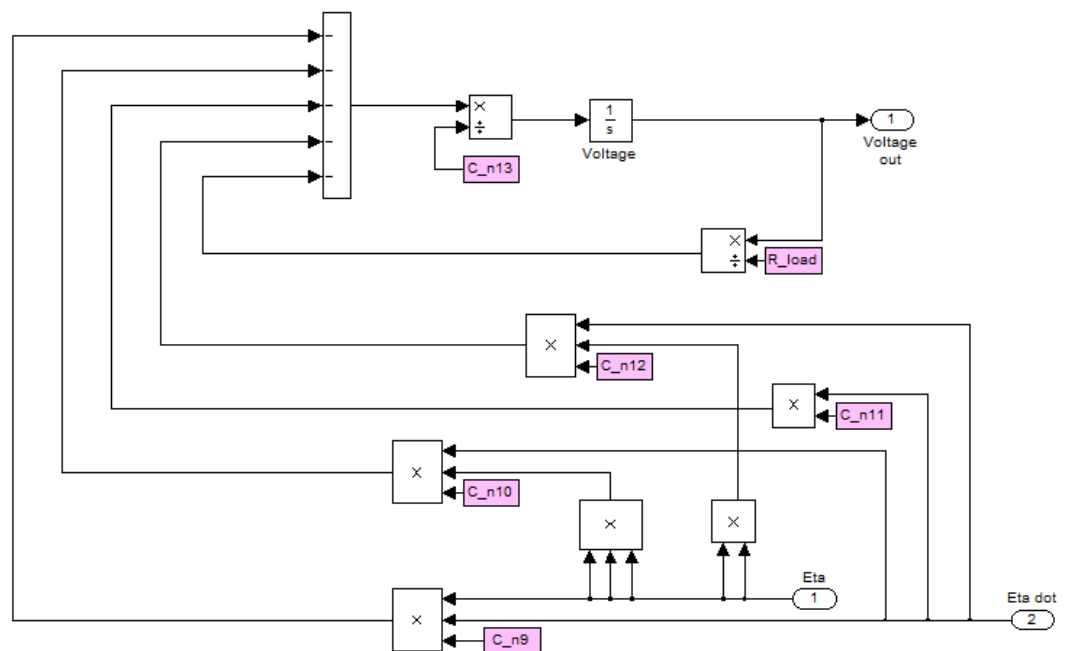 −
−
−
−
−
×
÷
C_n13
1
s
Voltage
1
Voltage
out
×
÷
R_load
×
C_n12
×
C_n11
×
C_n10
×
×
Eta
1
Eta dot
2
×
C_n9